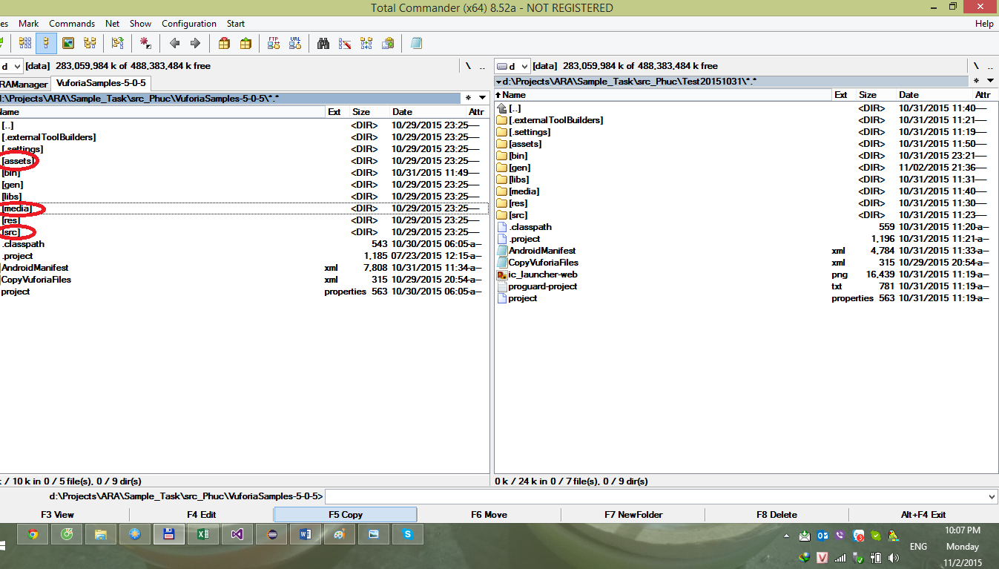 Total Commander (x64) 8.52a - NOT REGISTERED
es Mark Commands Net Show Configuration Start Help
FTP URL
d [data] 283,059,984 k of 488,383,484 k free \ ..
d [data] 283,059,984 k of 488,383,484 k free \ ..
RAManager VuforiaSamples-5-0-5
d:\Projects\ARA\Sample_Task\src_Phuc\VuforiaSamples-5-0-5\*.* *
Name Ext Size Date Attr
[..] <DIR> 10/29/2015 23:25----
[.externalToolBuilders] <DIR> 10/29/2015 23:25----
[.settings] <DIR> 10/29/2015 23:25----
[assets] <DIR> 10/29/2015 23:25----
[bin] <DIR> 10/31/2015 11:49----
[gen] <DIR> 10/29/2015 23:25----
[libs] <DIR> 10/29/2015 23:25----
[media] <DIR> 10/29/2015 23:25----
[res] <DIR> 10/29/2015 23:25----
[src] <DIR> 10/29/2015 23:25----
.classpath 543 10/30/2015 06:05-a--
.project 1,185 07/23/2015 12:15-a--
AndroidManifest xml 7,808 10/31/2015 11:34-a--
CopyVuforiaFiles xml 315 10/29/2015 20:54-a--
project properties 563 10/30/2015 06:05-a--
k / 10 k in 0 / 5 file(s), 0 / 9 dir(s)
d:\Projects\ARA\Sample_Task\src_Phuc\Test20151031\*.* *
Name Ext Size Date Attr
[..] <DIR> 10/31/2015 11:40----
[.externalToolBuilders] <DIR> 10/31/2015 11:21----
[.settings] <DIR> 10/31/2015 11:19----
[assets] <DIR> 10/31/2015 11:50----
[bin] <DIR> 10/31/2015 23:21----
[gen] <DIR> 11/02/2015 21:36----
[libs] <DIR> 10/31/2015 11:31----
[media] <DIR> 10/31/2015 11:40----
[res] <DIR> 10/31/2015 11:30----
[src] <DIR> 10/31/2015 11:23----
.classpath 559 10/31/2015 11:20-a--
.project 1,196 10/31/2015 11:21-a--
AndroidManifest xml 4,784 10/31/2015 11:33-a--
CopyVuforiaFiles xml 315 10/29/2015 20:54-a--
ic_launcher-web png 16,439 10/31/2015 11:19-a--
proguard-project txt 781 10/31/2015 11:19-a--
project properties 563 10/31/2015 11:19-a--
0 k / 24 k in 0 / 7 file(s), 0 / 9 dir(s)
d:\Projects\ARA\Sample_Task\src_Phuc\VuforiaSamples-5-0-5>
F3 View F4 Edit F5 Copy F6 Move F7 NewFolder F8 Delete Alt+F4 Exit
ENG
10:07 PM
Monday
11/2/2015